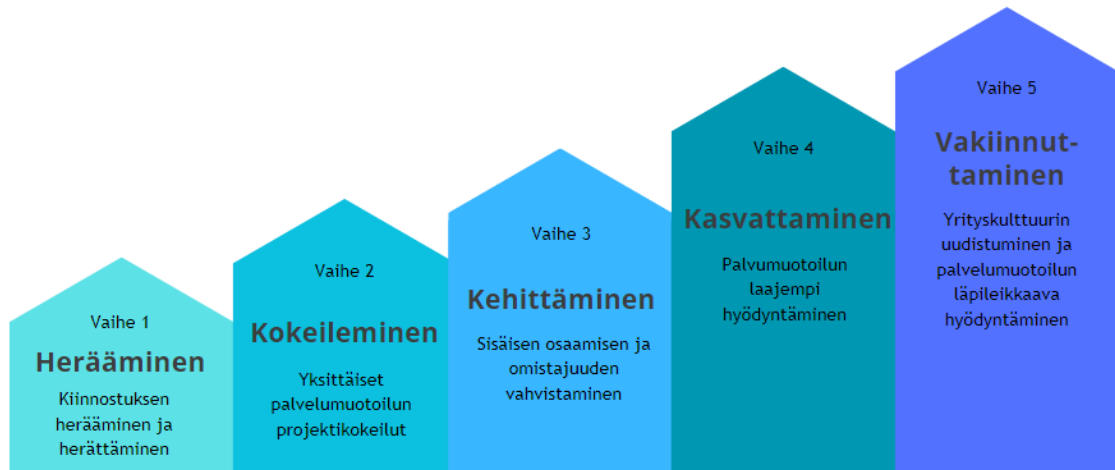 Vaihe 1
Herääminen
Kiinnostuksen
herääminen ja
herättäminen
Vaihe 2
Kokeileminen
Yksittäiset
palvelumuotoilun
projektikokeilut
Vaihe 3
Kehittäminen
Sisäisen osaamisen ja
omistajuuden
vahvistaminen
Vaihe 4
Kasvattaminen
Palvumuotoilun
laajempi
hyödyntäminen
Vaihe 5
Vakiinnut-
taminen
Yrityskulttuurin
uudistuminen ja
palvelumuotoilun
läpileikkaava
hyödyntäminen